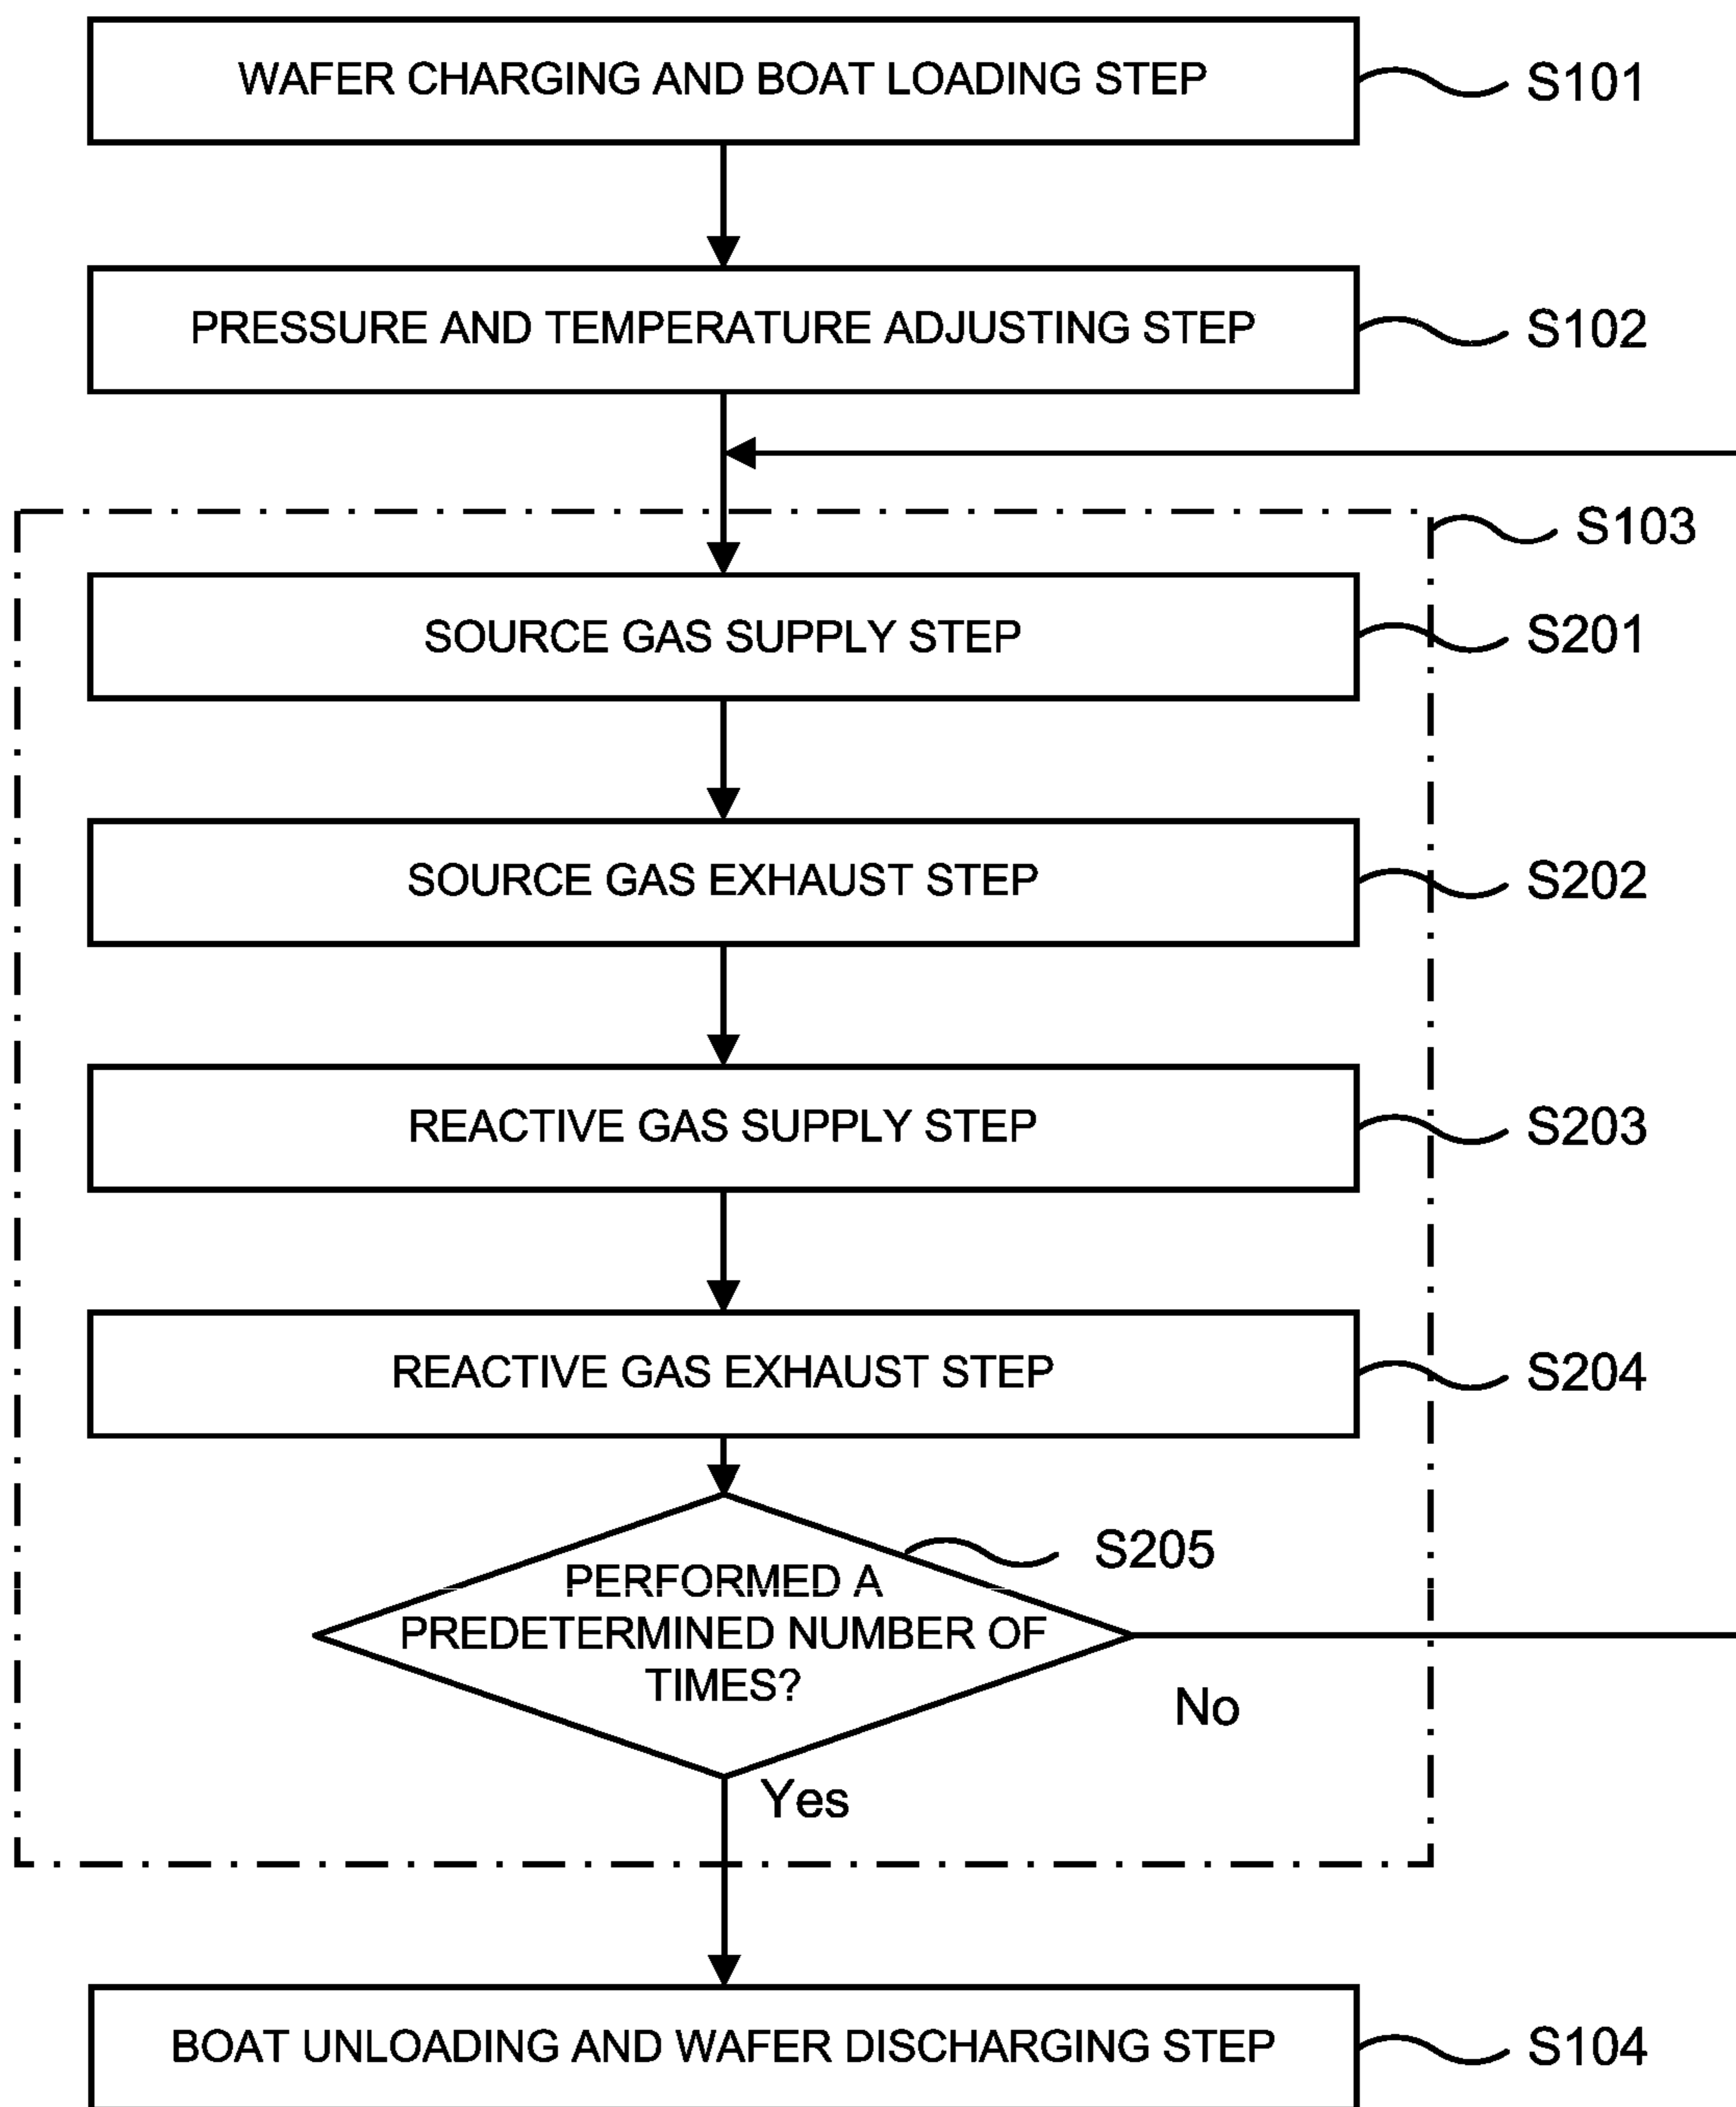 WAFER CHARGING AND BOAT LOADING STEP
S101
PRESSURE AND TEMPERATURE ADJUSTING STEP
S102
S103
SOURCE GAS SUPPLY STEP
S201
SOURCE GAS EXHAUST STEP
S202
REACTIVE GAS SUPPLY STEP
S203
REACTIVE GAS EXHAUST STEP
S204
S205
PERFORMED A
PREDETERMINED NUMBER OF
TIMES?
No
Yes
BOAT UNLOADING AND WAFER DISCHARGING STEP
S104